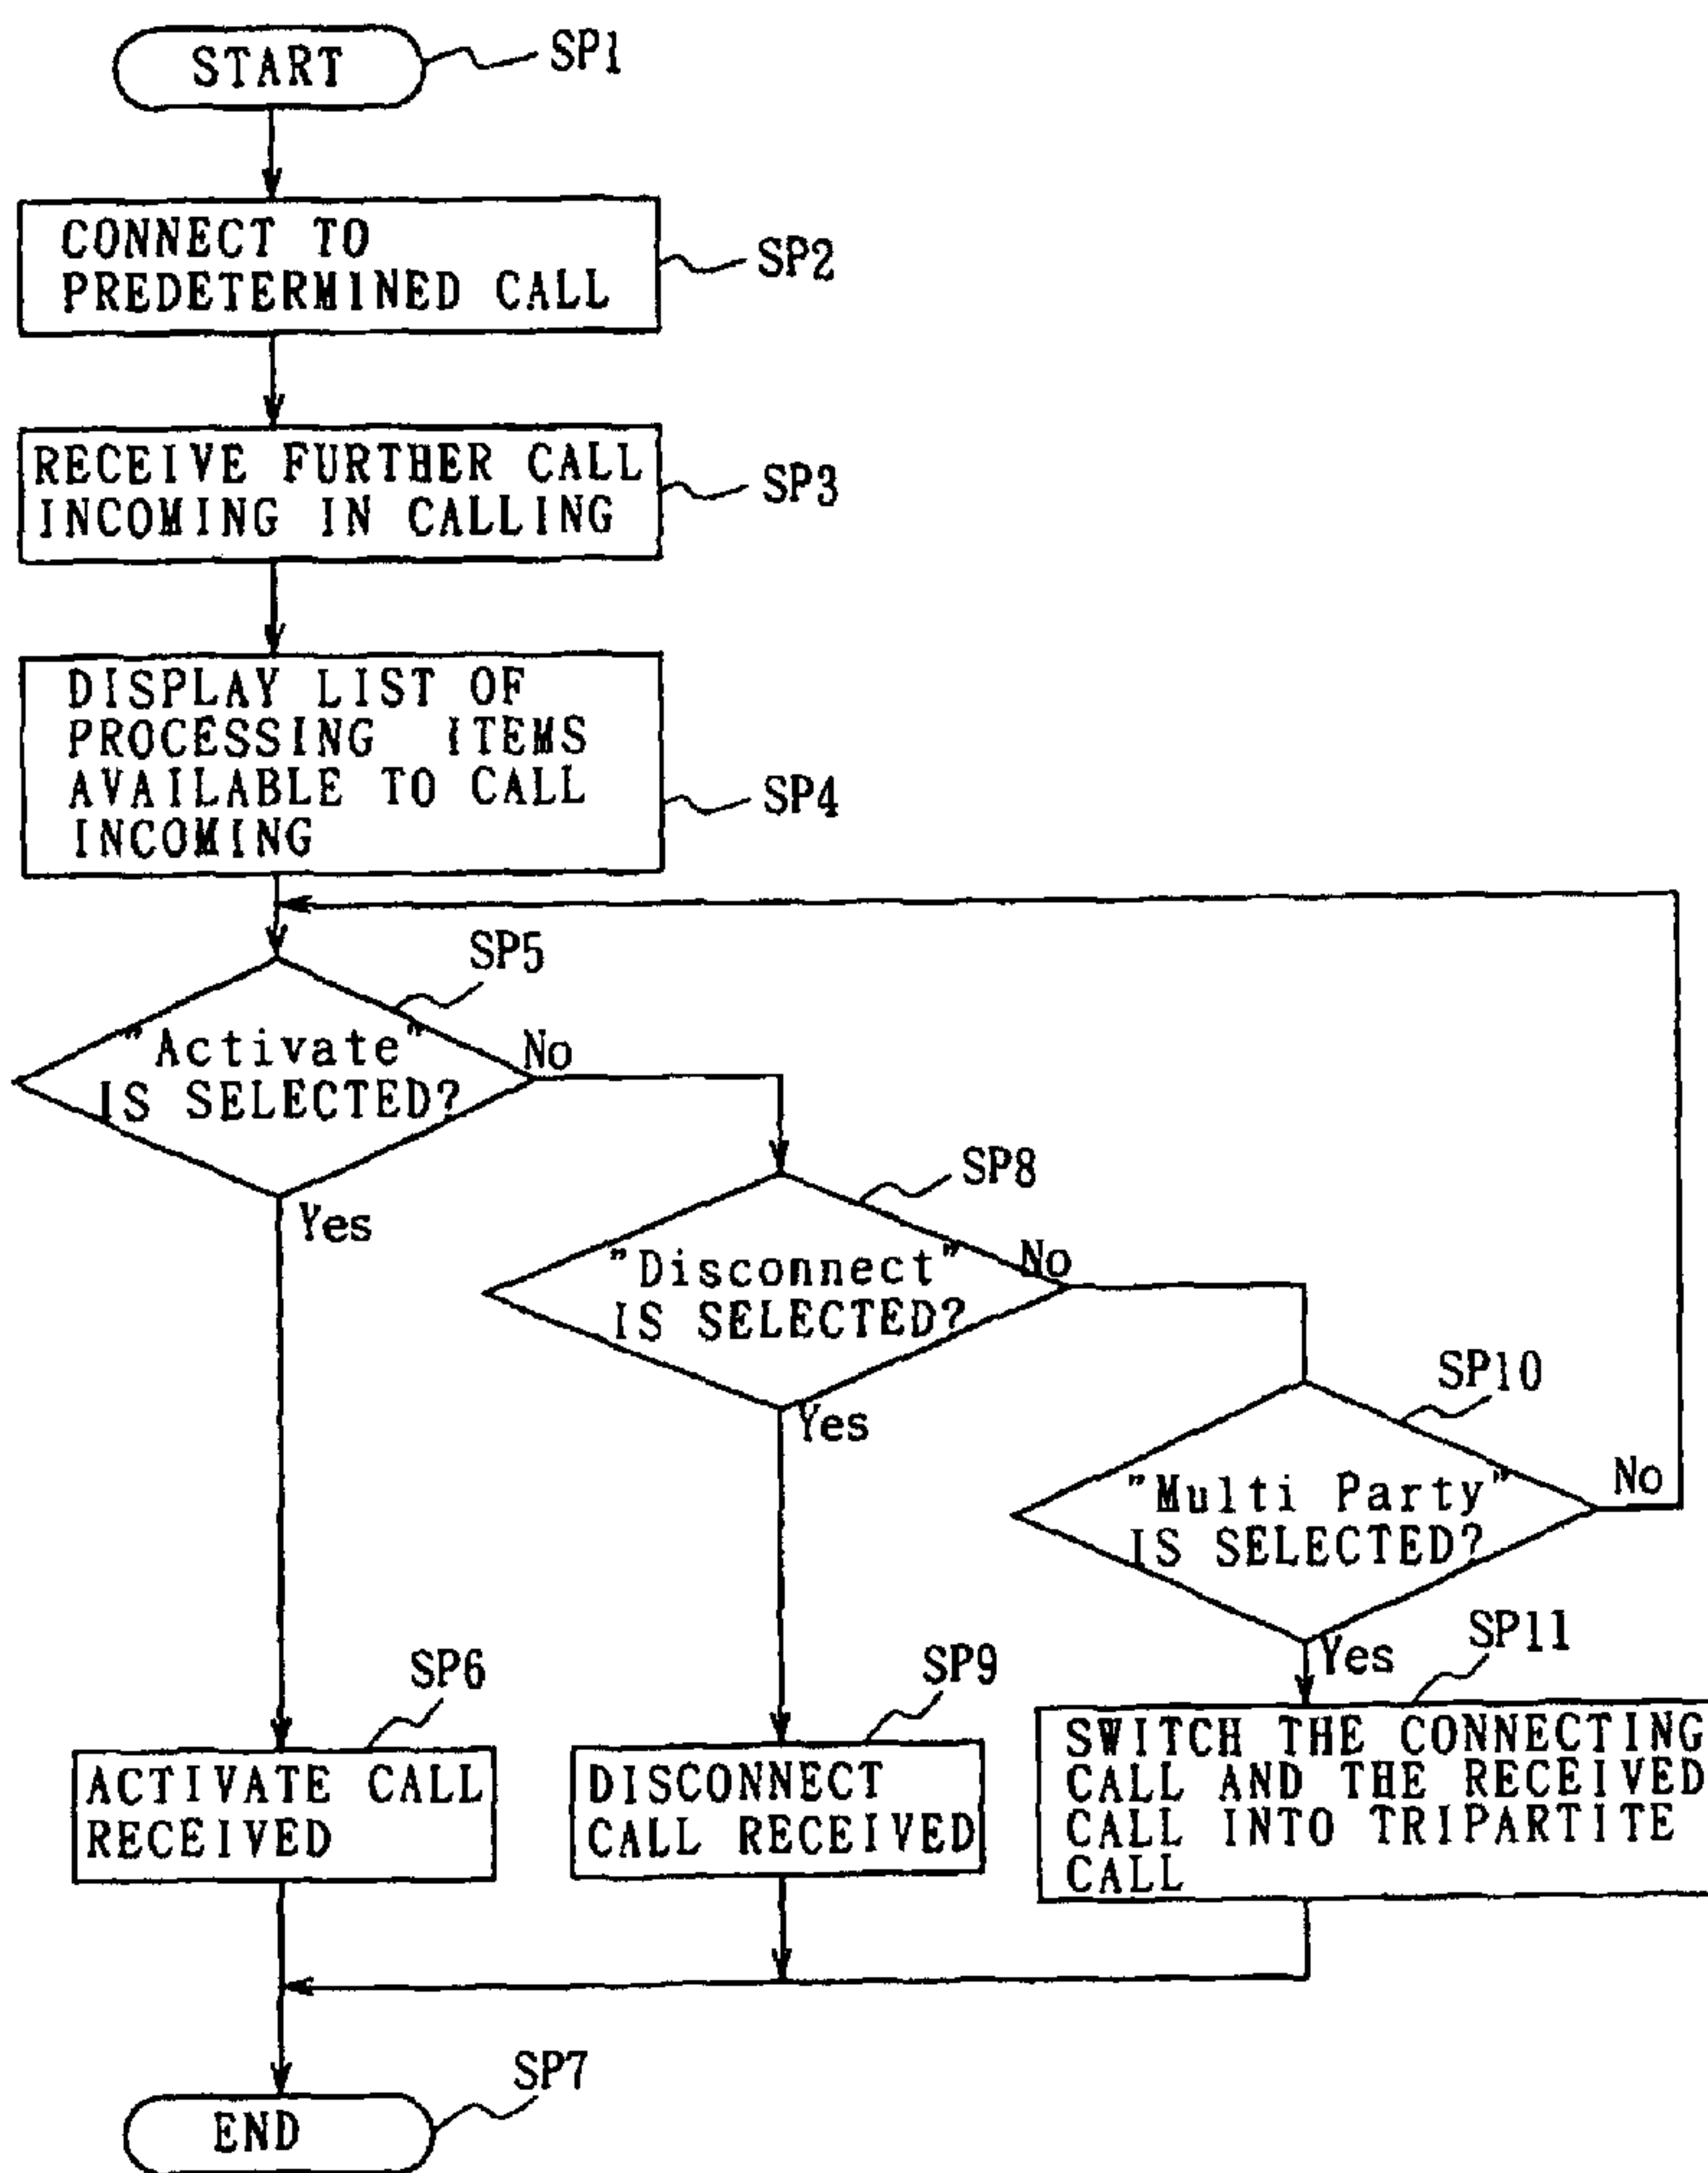 START
SP1
CONNECT TO
PREDETERMINED CALL
SP2
RECEIVE FURTHER CALL
INCOMING IN CALLING
SP3
DISPLAY LIST OF
PROCESSING ITEMS
AVAILABLE TO CALL
INCOMING
SP4
SP5
"Activate"
IS SELECTED?
No
Yes
SP8
"Disconnect"
IS SELECTED?
No
Yes
SP10
"Multi Party"
IS SELECTED?
No
Yes
SP6
ACTIVATE CALL
RECEIVED
SP9
DISCONNECT
CALL RECEIVED
SP11
SWITCH THE CONNECTING
CALL AND THE RECEIVED
CALL INTO TRIPARTITE
CALL
SP7
END